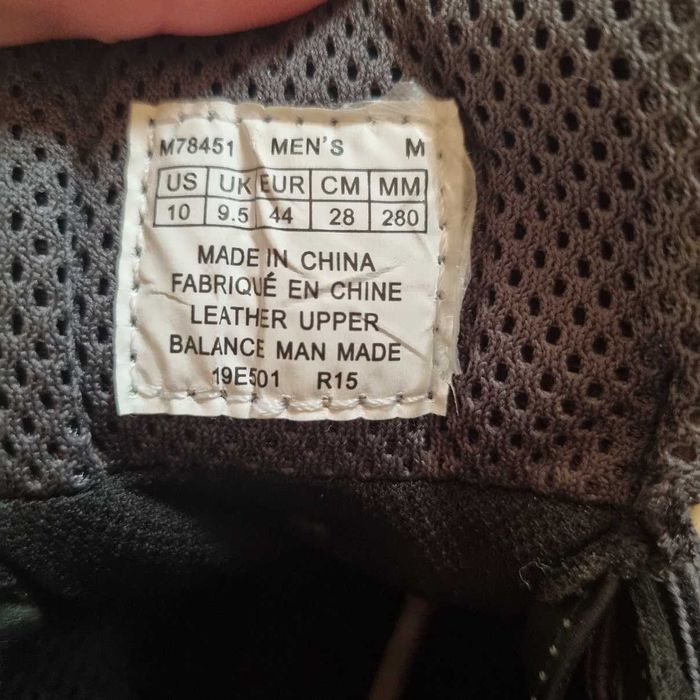 M78451 MEN'S M
US UK EUR CM MM
10 9.5 44 28 280
MADE IN CHINA
FABRIQUÉ EN CHINE
LEATHER UPPER
BALANCE MAN MADE
19E501 R15